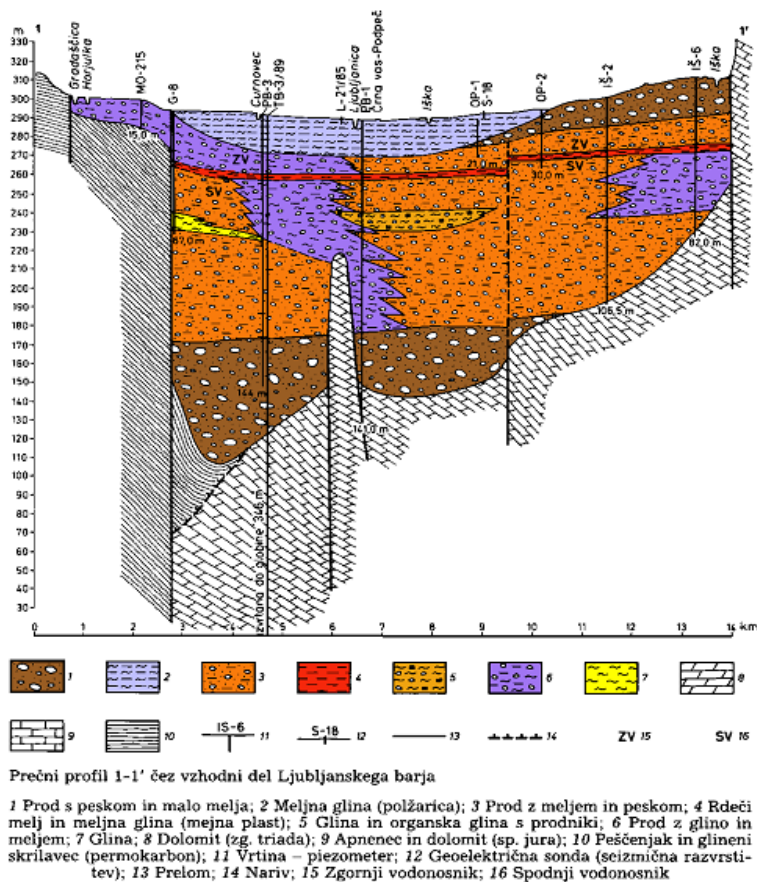 m 1 1'
330
320
310
300
290
280
270
260
250
240
230
220
210
200
190
180
170
160
150
140
130
120
110
100
90
80
70
60
50
40
30
Gradaščica
Horjulka
MO-215
G-8
Curnovec
PB-3
TB-3/89
L-71/85
Ljubljanica
PB-1
Črna vas-Podpeč
Iška
OP-1
S-18
OP-2
IŠ-2
IŠ-6
Iška
15,0 m
ZV
SV
67,0 m
144 m
izvrtana do globine 346 m
141,0 m
21,0 m
30,0 m
ZV
SV
106,5 m
82,0 m
0 1 2 3 4 5 6 7 8 9 10 11 12 13 14 km
1 2 3 4 5 6 7 8
9 10 IS-6 11 S-18 12 13 14 ZV 15 SV 16
Prečni profil 1-1' čez vzhodni del Ljubljanskega barja
1 Prod s peskom in malo melja; 2 Meljna glina (polžarica); 3 Prod z meljem in peskom; 4 Rdeči
melj in meljna glina (mejna plast); 5 Glina in organska glina s prodniki; 6 Prod z glino in
meljem; 7 Glina; 8 Dolomit (zg. triada); 9 Apnenec in dolomit (sp. jura); 10 Peščenjak in glineni
skrilavec (permokarbon); 11 Vrtina – piezometer; 12 Geoelektrična sonda (seizmična razvrsti-
tev); 13 Prelom; 14 Nariv; 15 Zgornji vodonosnik; 16 Spodnji vodonosnik